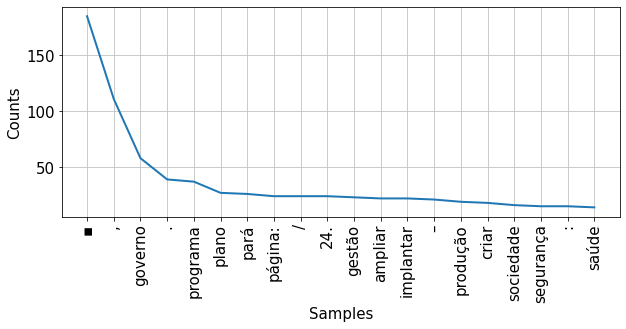 150
100
50
Counts
■
,
governo
.
programa
plano
pará
página:
/
24.
gestão
ampliar
implantar
–
produção
criar
sociedade
segurança
:
saúde
Samples